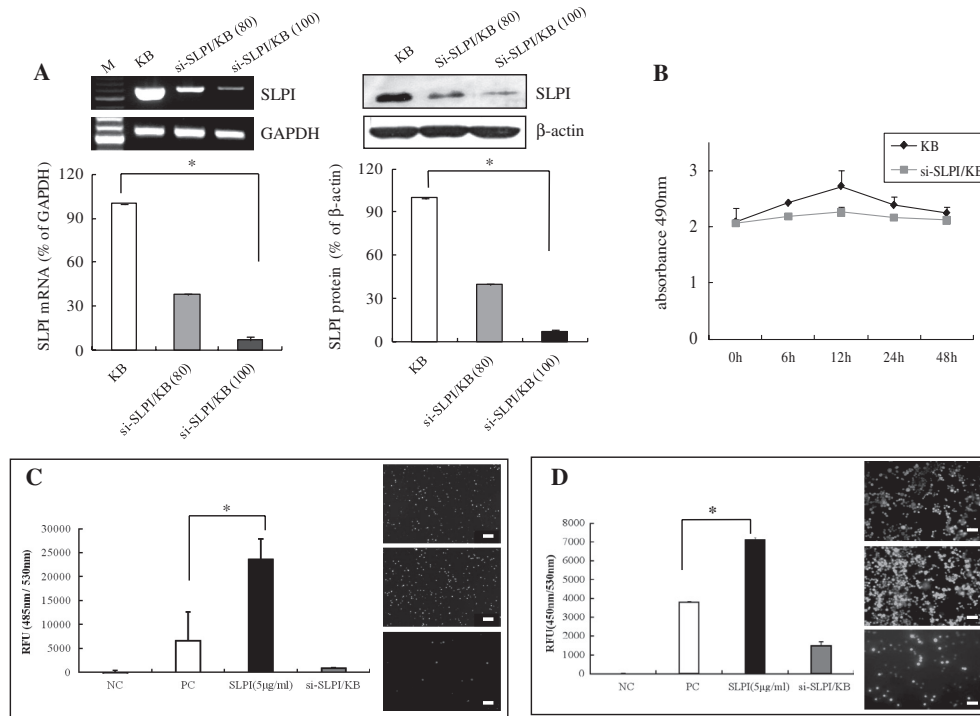 A
M
KB
si-SLPI/KB (80)
si-SLPI/KB (100)
SLPI
GAPDH
*
SLPI mRNA (% of GAPDH)
120
90
60
30
0
KB
si-SLPI/KB (80)
si-SLPI/KB (100)
KB
Si-SLPI/KB (80)
Si-SLPI/KB (100)
SLPI
β-actin
*
SLPI protein (% of β-actin)
120
90
60
30
0
KB
si-SLPI/KB (80)
si-SLPI/KB (100)
B
KB
si-SLPI/KB
absorbance 490nm
3
2
1
0
0h 6h 12h 24h 48h
C
*
RFU (485nm/ 530nm)
30000
25000
20000
15000
10000
5000
0
NC PC SLPI(5μg/ml) si-SLPI/KB
D
*
RFU(450nm/530nm)
8000
7000
6000
5000
4000
3000
2000
1000
0
NC PC SLPI(5μg/ml) si-SLPI/KB